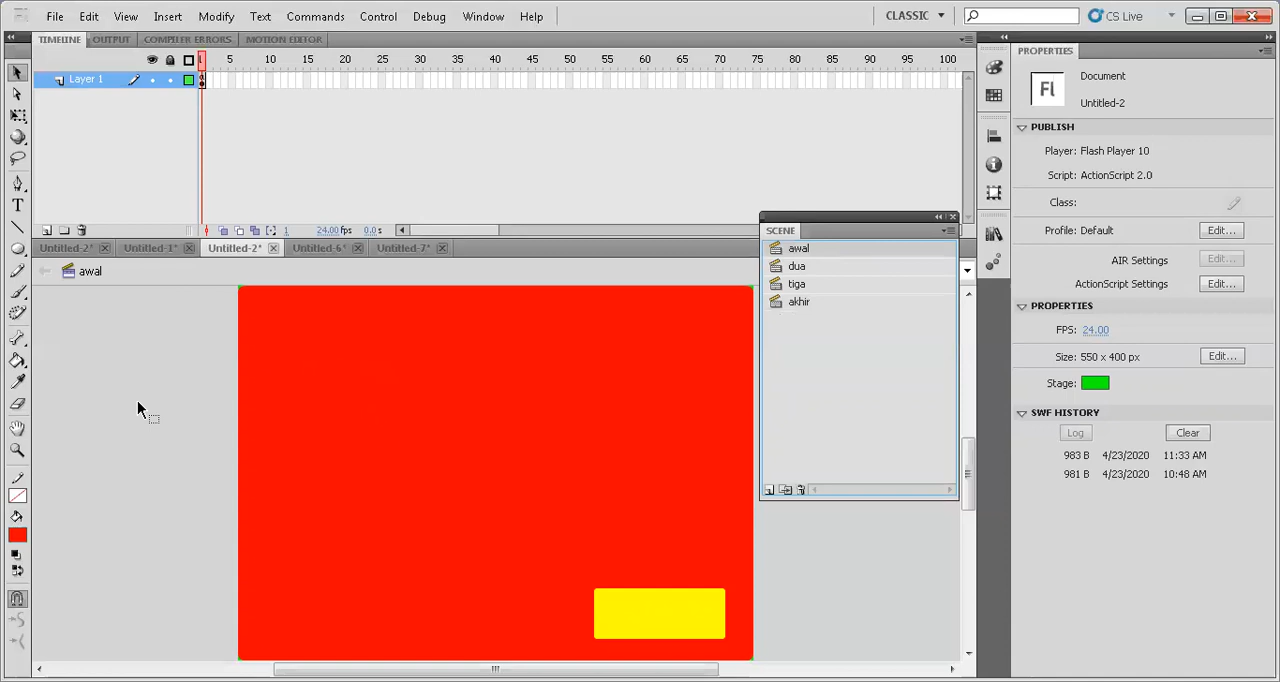 Fl File Edit View Insert Modify Text Commands Control Debug Window Help CLASSIC CS Live
TIMELINE OUTPUT COMPILER ERRORS MOTION EDITOR
1 5 10 15 20 25 30 35 40 45 50 55 60 65 70 75 80 85 90 95 100
Layer 1
1 24.00 fps 0.0 s
Untitled-2* Untitled-1* Untitled-2* Untitled-6* Untitled-7*
awal
SCENE
awal
dua
tiga
akhir
PROPERTIES
Fl Document
Untitled-2
PUBLISH
Player: Flash Player 10
Script: ActionScript 2.0
Class:
Profile: Default Edit...
AIR Settings Edit...
ActionScript Settings Edit...
PROPERTIES
FPS: 24.00
Size: 550 x 400 px Edit...
Stage:
SWF HISTORY
Log Clear
983 B 4/23/2020 11:33 AM
981 B 4/23/2020 10:48 AM